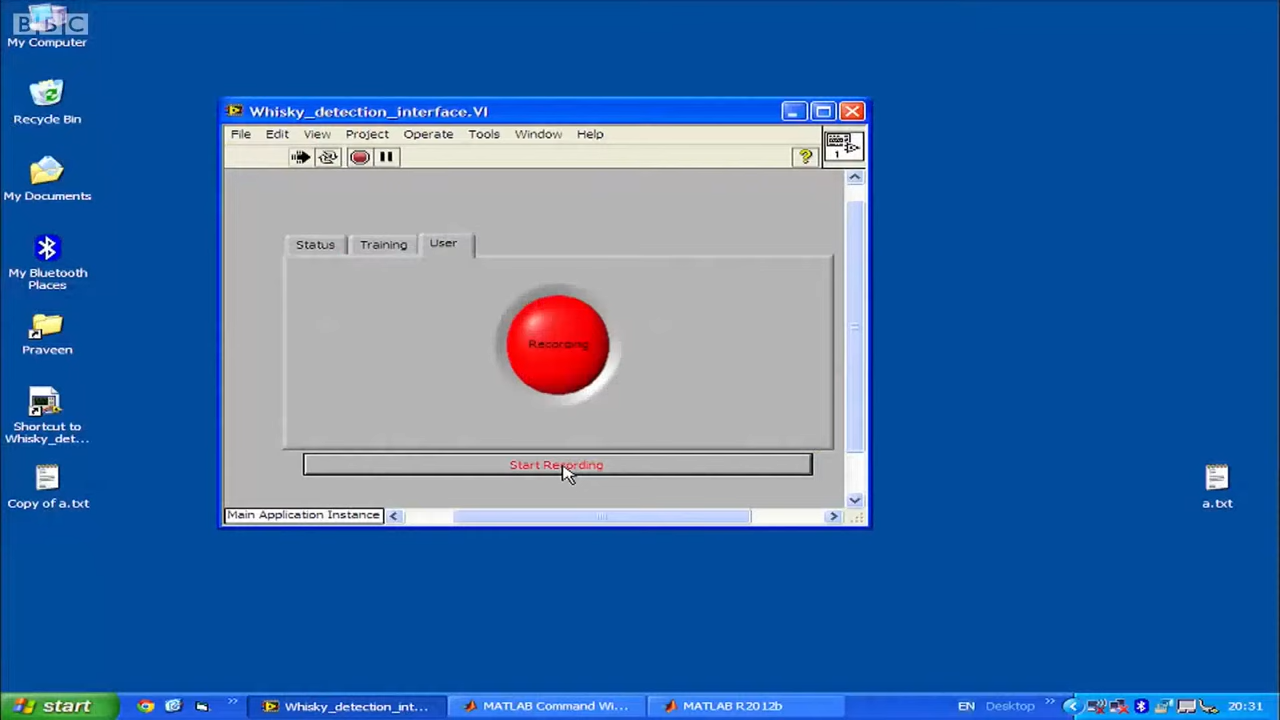 BBC
My Computer
Recycle Bin
My Documents
My Bluetooth
Places
Praveen
Shortcut to
Whisky_det...
Copy of a.txt
Whisky_detection_interface.VI
File Edit View Project Operate Tools Window Help
?
1
Status Training User
Recording
Start Recording
Main Application Instance
a.txt
start
Whisky_detection_int...
MATLAB Command Wi...
MATLAB R2012b
EN Desktop
20:31